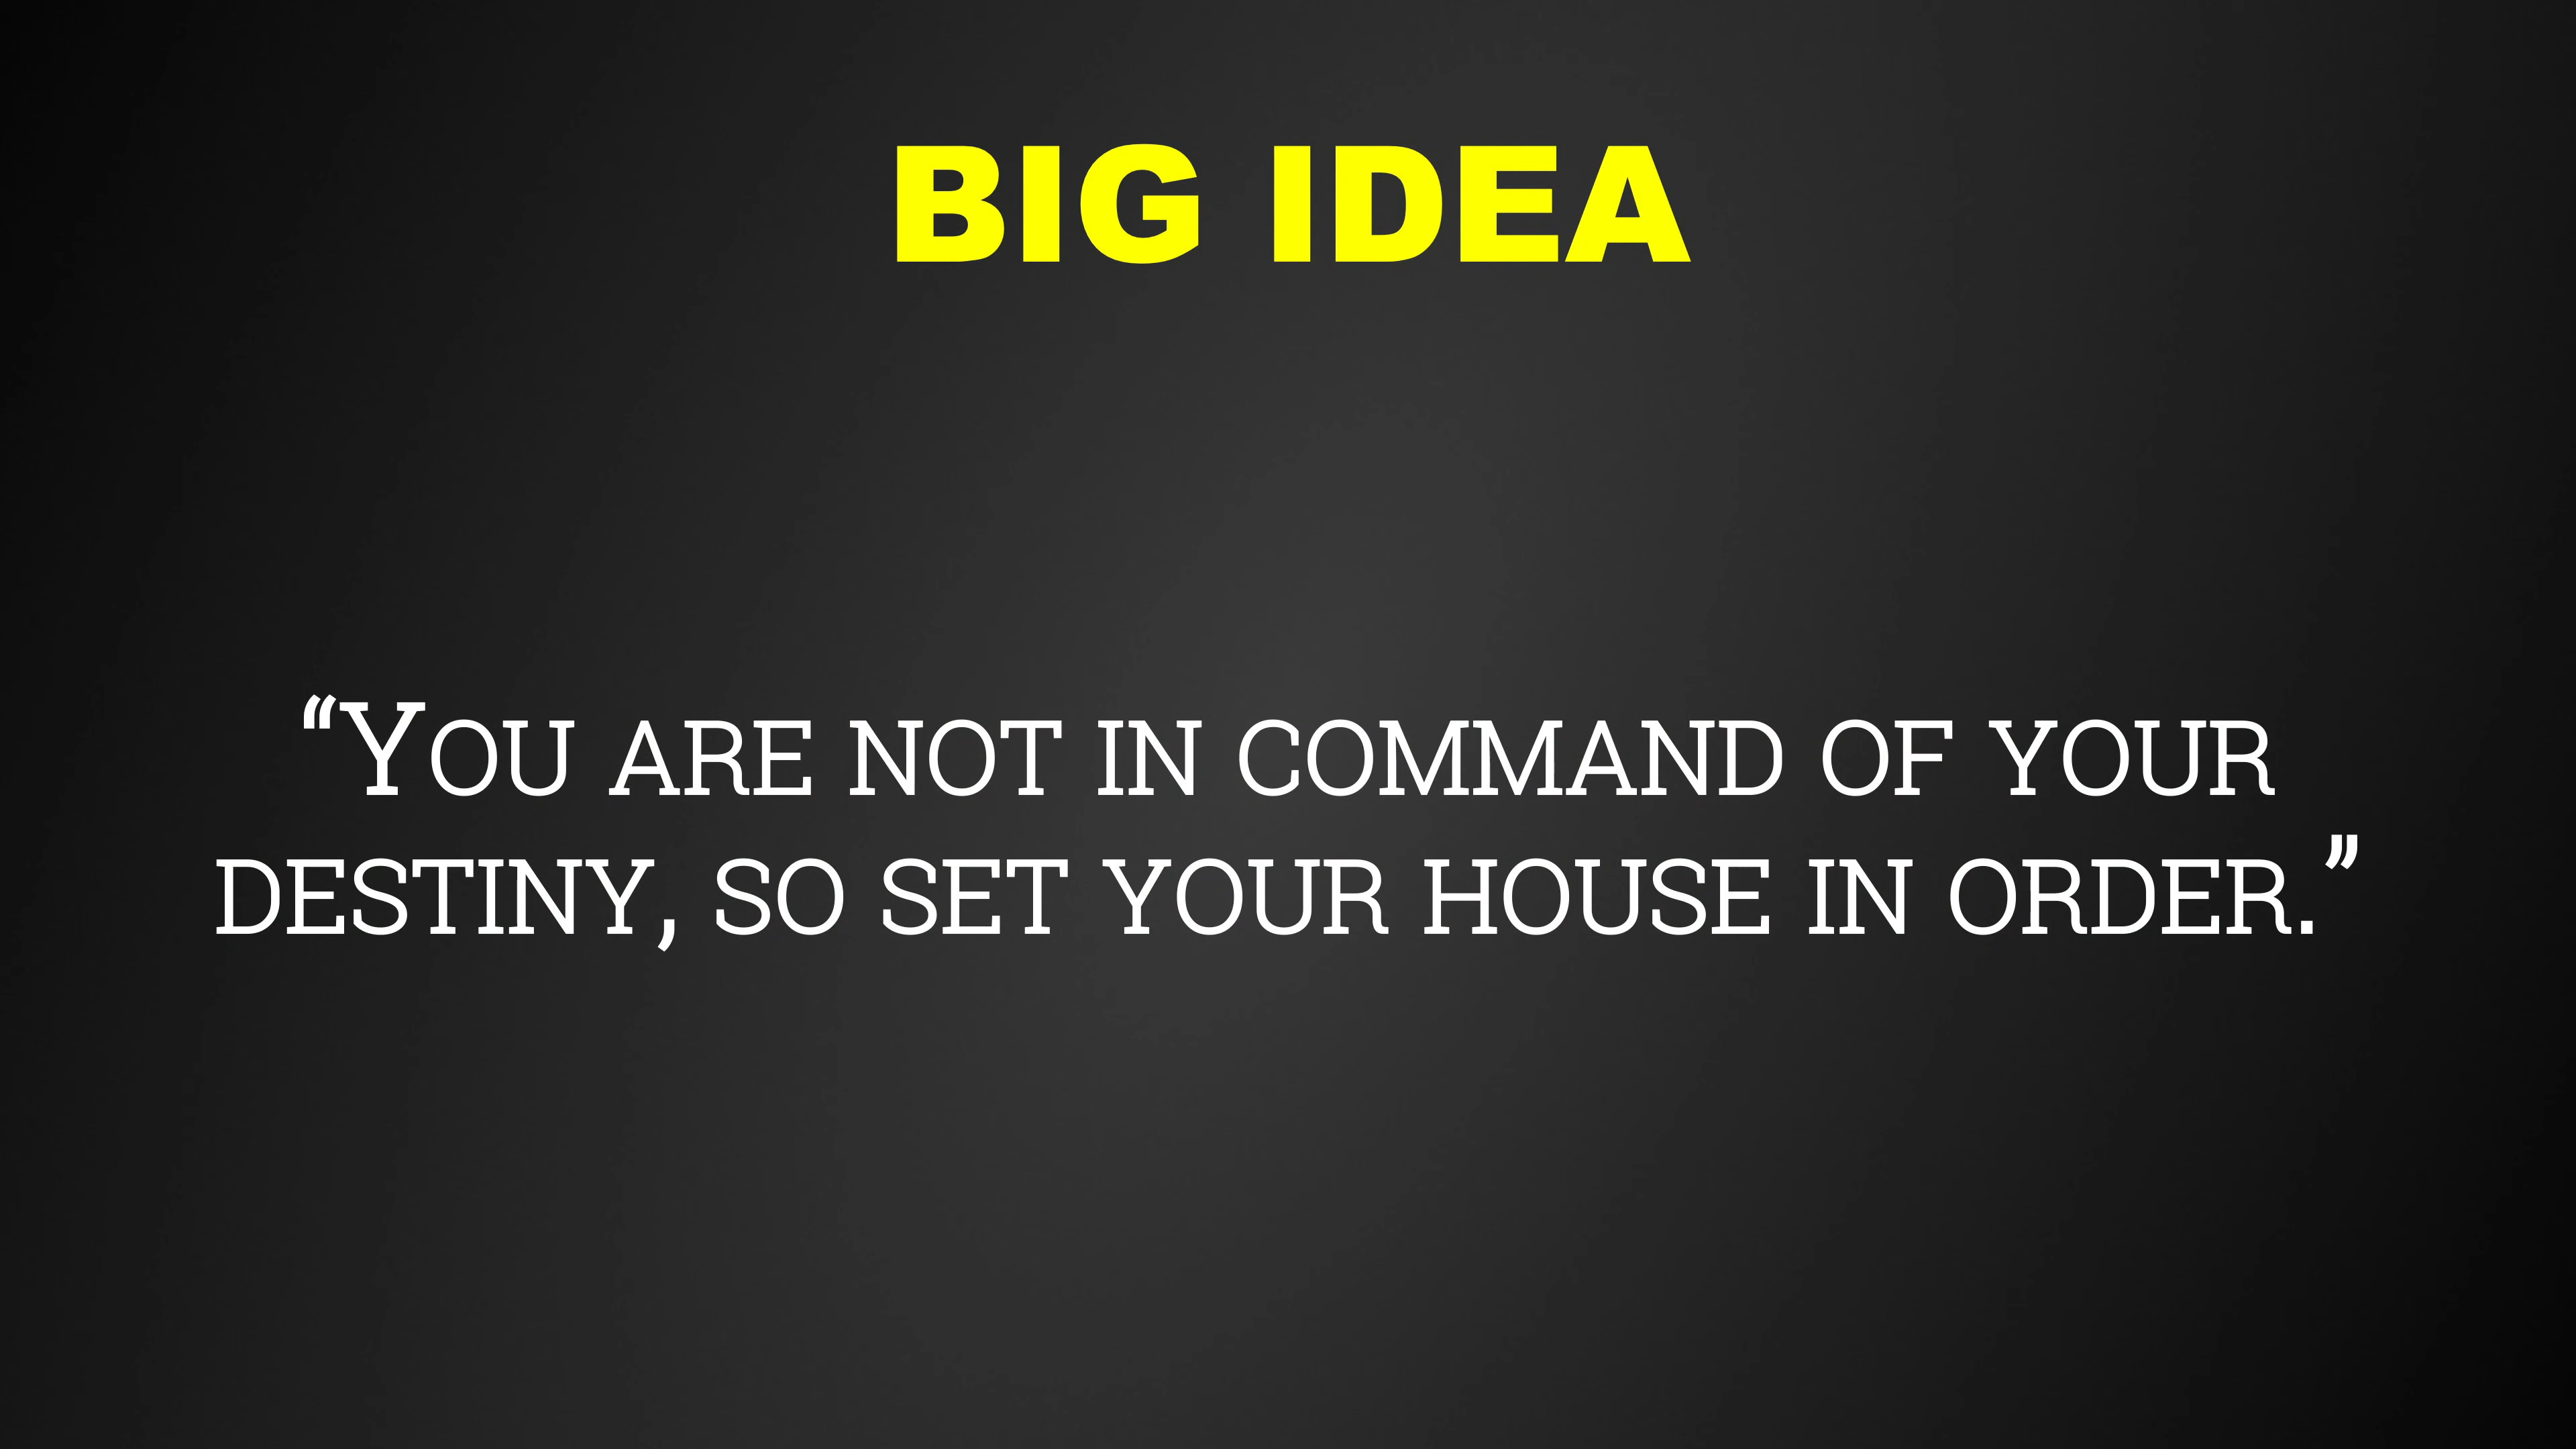 BIG IDEA
“You are not in command of your
destiny, so set your house in order.”